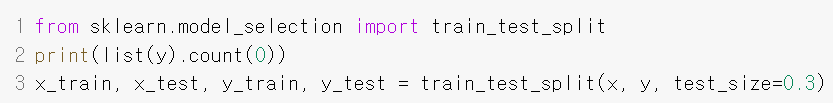 1 from sklearn.model_selection import train_test_split
2 print(list(y).count(0))
3 x_train, x_test, y_train, y_test = train_test_split(x, y, test_size=0.3)